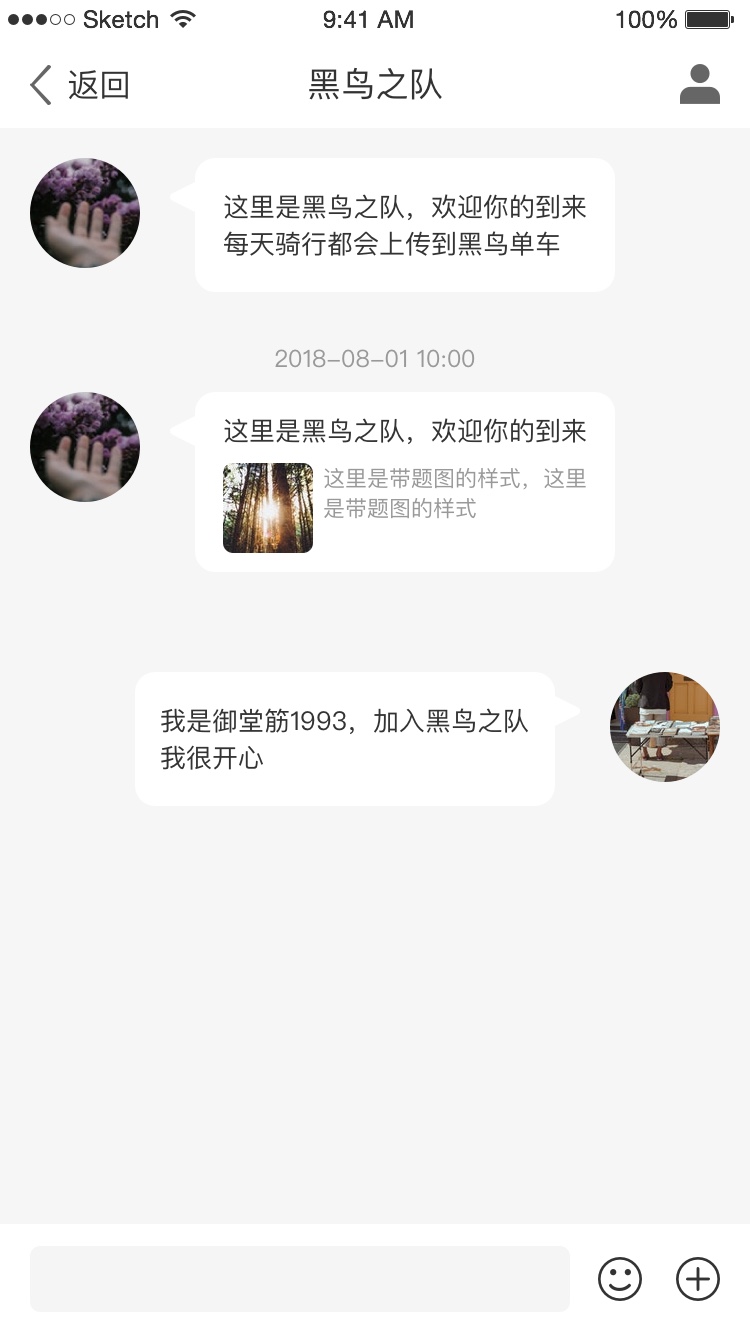 Sketch 9:41 AM 100%
返回 黑鸟之队
这里是黑鸟之队，欢迎你的到来
每天骑行都会上传到黑鸟单车
2018-08-01 10:00
这里是黑鸟之队，欢迎你的到来
这里是带题图的样式，这里
是带题图的样式
我是御堂筋1993，加入黑鸟之队
我很开心